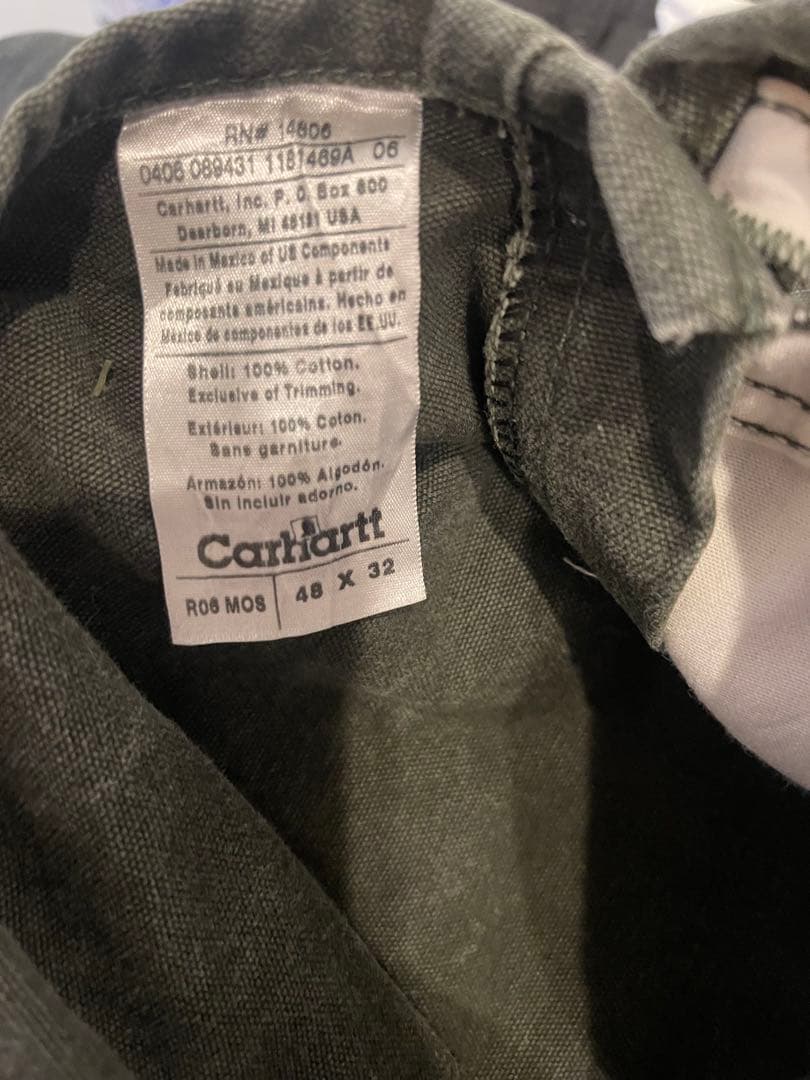 RN# 14806
0406 089431 1181469A 06
Carhartt, Inc. P. O. Box 600
Dearborn, MI 48121 USA
Made in Mexico of US Components
Fabriqué au Mexique à partir de
composants américains. Hecho en
México de componentes de los EE.UU.
Shell: 100% Cotton.
Exclusive of Trimming.
Extérieur: 100% Coton.
Sans garniture.
Armazón: 100% Algodón.
Sin incluir adorno.
Carhartt
R06 MOS
48 X 32